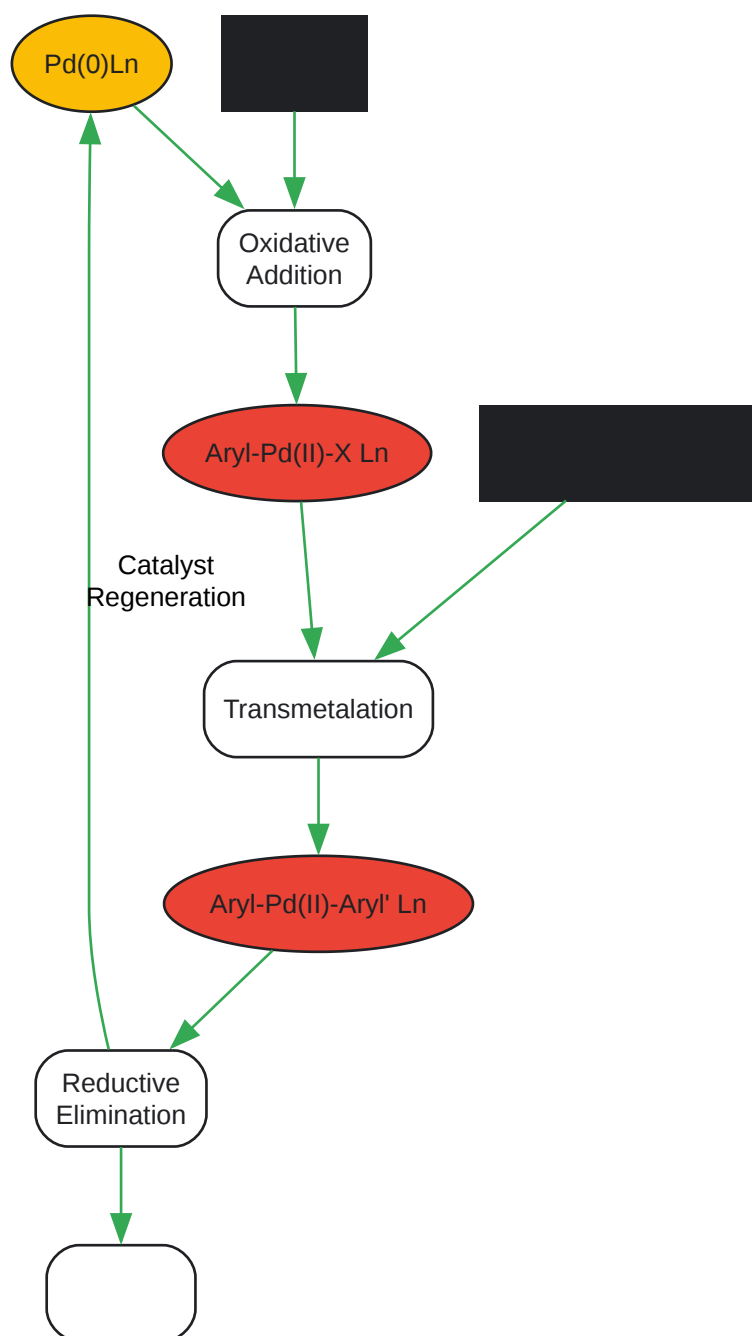 Pd(0)Ln
Oxidative
Addition
Aryl-Pd(II)-X Ln
Catalyst
Regeneration
Transmetalation
Aryl-Pd(II)-Aryl' Ln
Reductive
Elimination